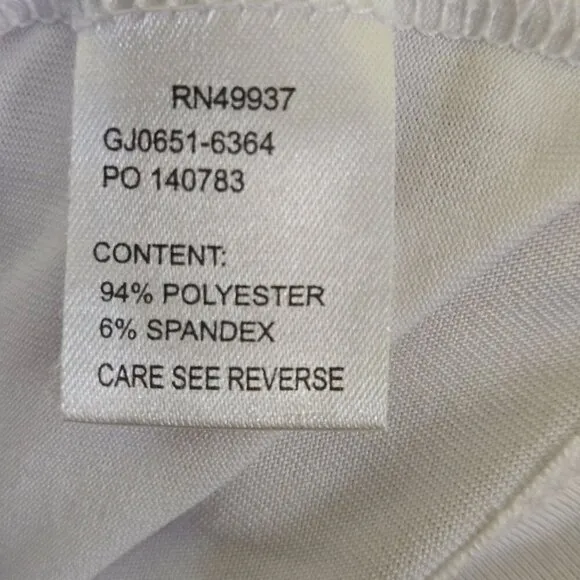 RN49937
GJ0651-6364
PO 140783
CONTENT:
94% POLYESTER
6% SPANDEX
CARE SEE REVERSE